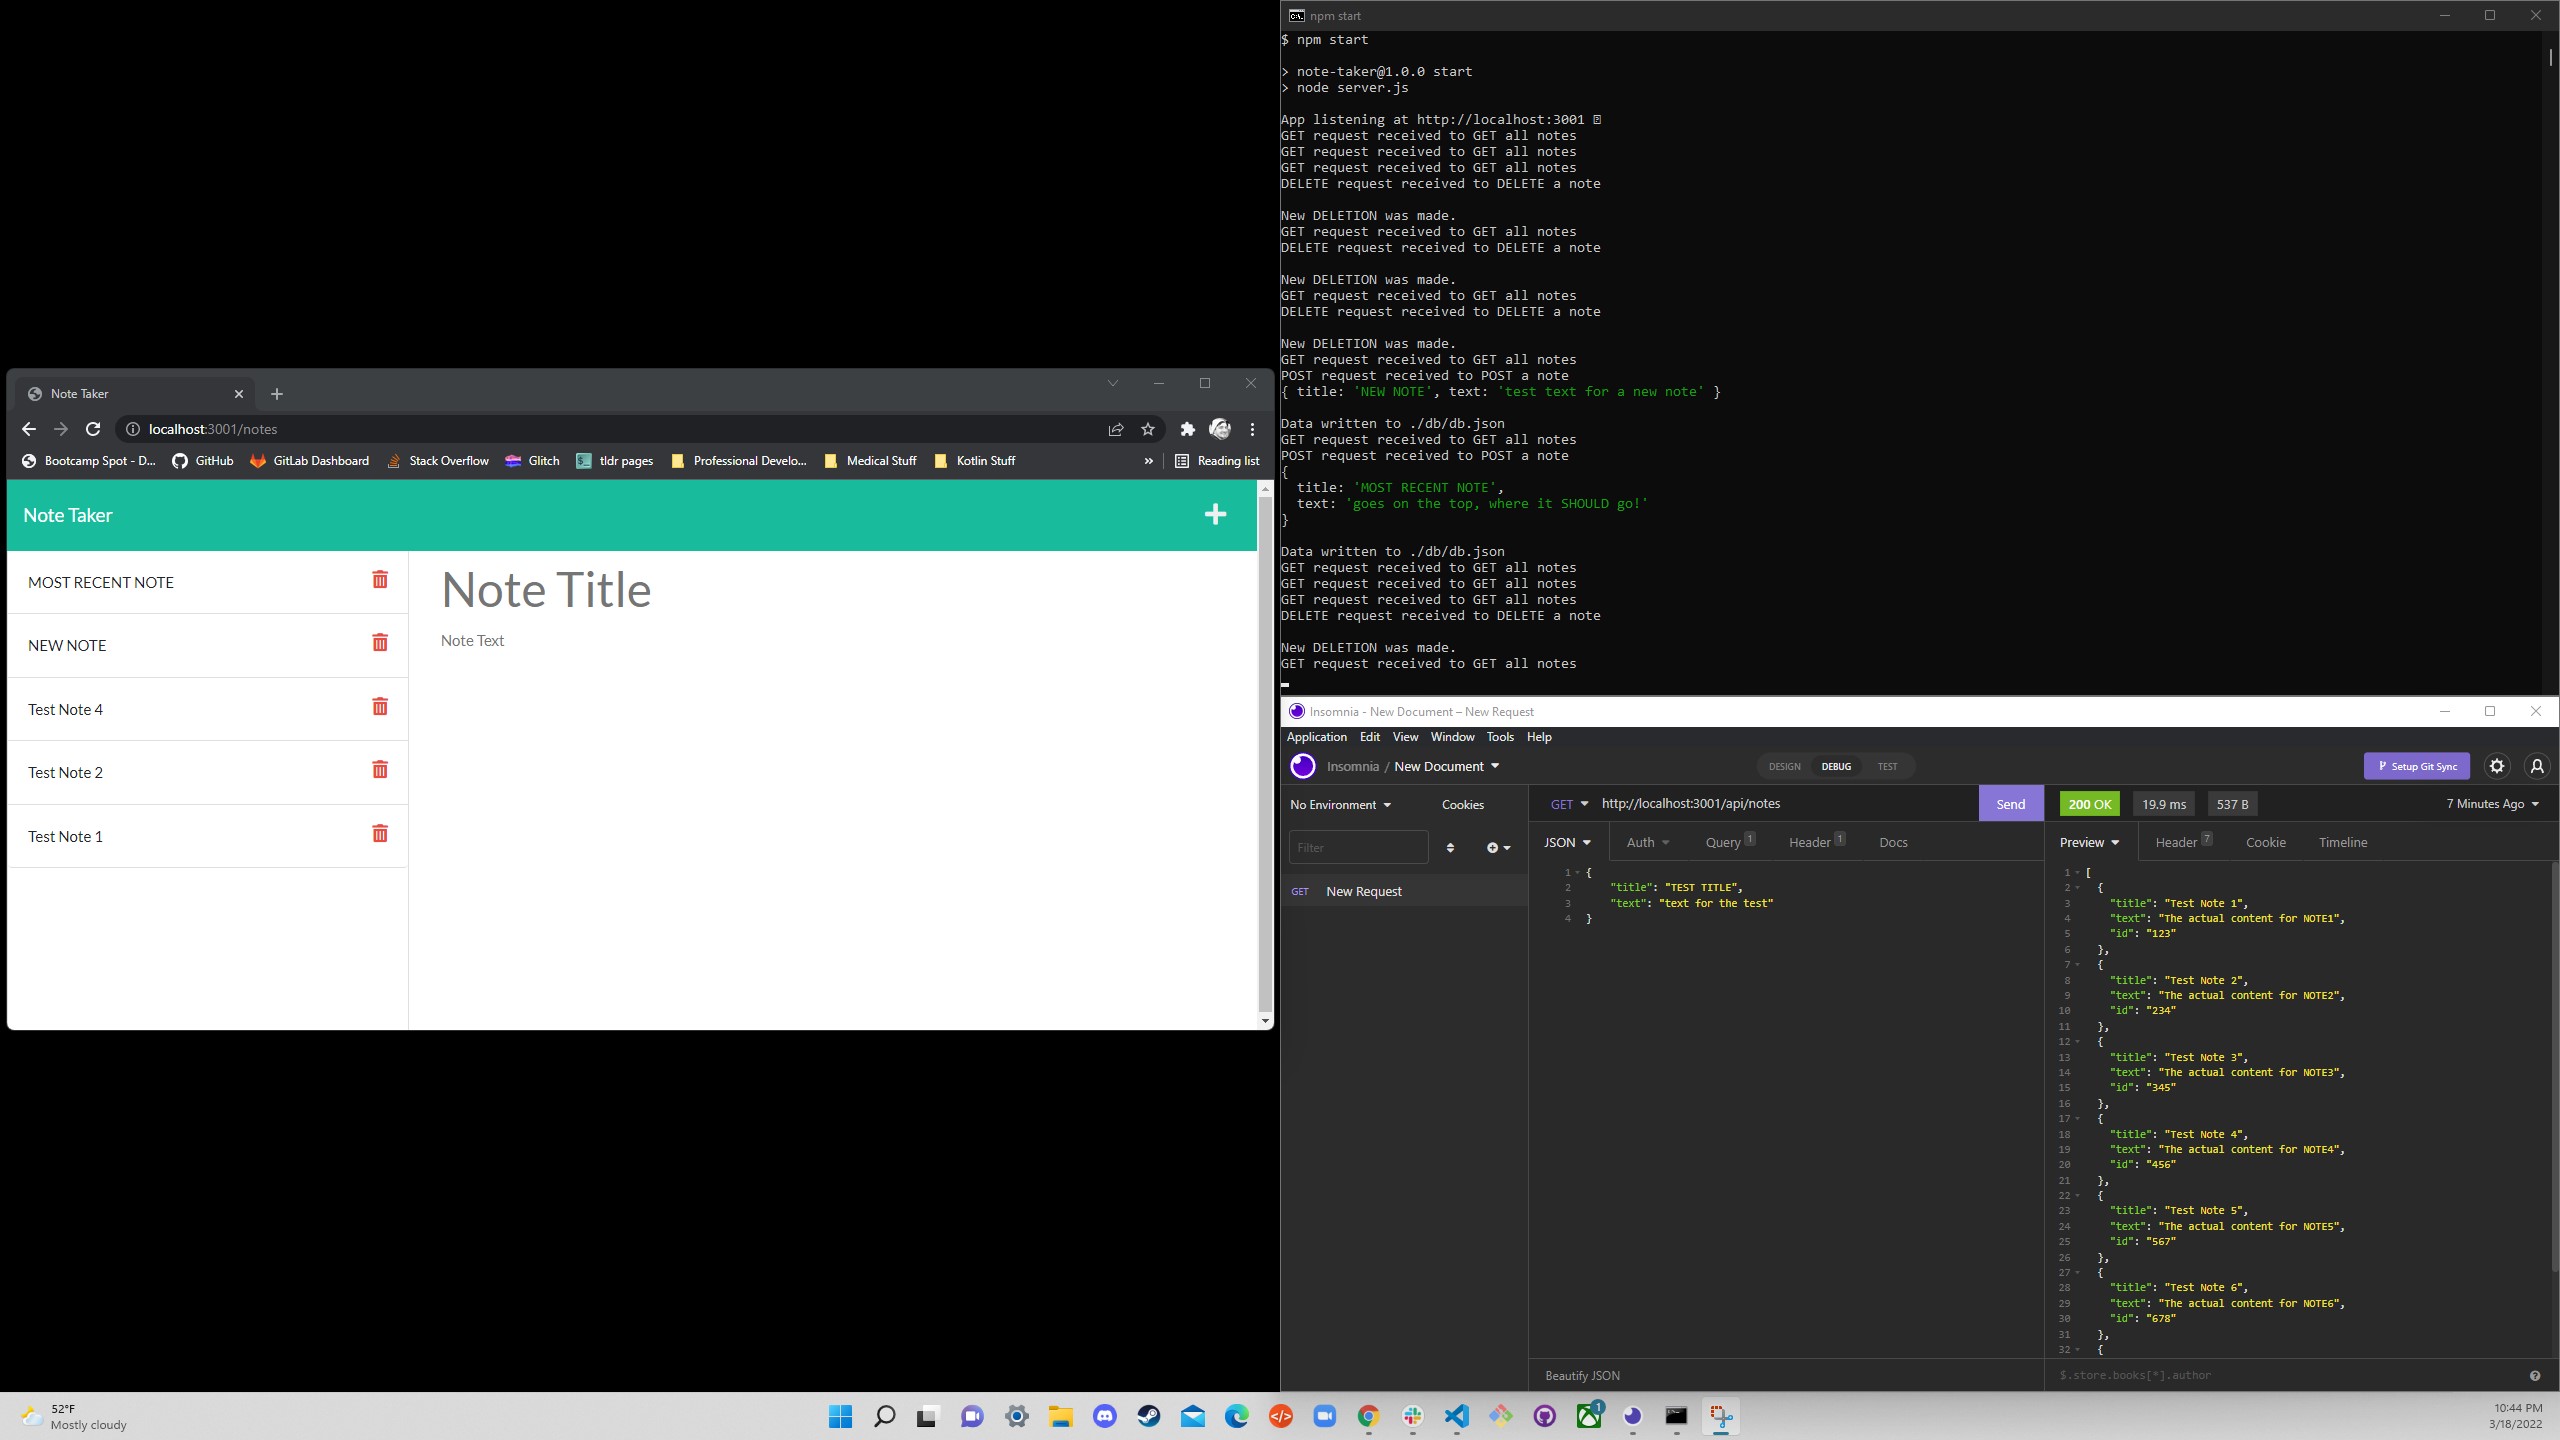 npm start
$ npm start
> note-taker@1.0.0 start
> node server.js
App listening at http://localhost:3001
GET request received to GET all notes
GET request received to GET all notes
GET request received to GET all notes
DELETE request received to DELETE a note
New DELETION was made.
GET request received to GET all notes
DELETE request received to DELETE a note
New DELETION was made.
GET request received to GET all notes
DELETE request received to DELETE a note
New DELETION was made.
GET request received to GET all notes
POST request received to POST a note
{ title: 'NEW NOTE', text: 'test text for a new note' }
Data written to ./db/db.json
GET request received to GET all notes
POST request received to POST a note
{
title: 'MOST RECENT NOTE',
text: 'goes on the top, where it SHOULD go!'
}
Data written to ./db/db.json
GET request received to GET all notes
GET request received to GET all notes
GET request received to GET all notes
DELETE request received to DELETE a note
New DELETION was made.
GET request received to GET all notes
Note Taker
localhost:3001/notes
Bootcamp Spot - D... GitHub GitLab Dashboard Stack Overflow Glitch tldr pages Professional Develo... Medical Stuff Kotlin Stuff » Reading list
Note Taker
MOST RECENT NOTE
NEW NOTE
Test Note 4
Test Note 2
Test Note 1
Note Title
Note Text
Insomnia - New Document – New Request
Application Edit View Window Tools Help
Insomnia / New Document
DESIGN DEBUG TEST
Setup Git Sync
No Environment Cookies
Filter
GET New Request
GET http://localhost:3001/api/notes Send
JSON Auth Query 1 Header 1 Docs
1 {
2 "title": "TEST TITLE",
3 "text": "text for the test"
4 }
Beautify JSON
200 OK 19.9 ms 537 B 7 Minutes Ago
Preview Header 7 Cookie Timeline
1 [
2 {
3 "title": "Test Note 1",
4 "text": "The actual content for NOTE1",
5 "id": "123"
6 },
7 {
8 "title": "Test Note 2",
9 "text": "The actual content for NOTE2",
10 "id": "234"
11 },
12 {
13 "title": "Test Note 3",
14 "text": "The actual content for NOTE3",
15 "id": "345"
16 },
17 {
18 "title": "Test Note 4",
19 "text": "The actual content for NOTE4",
20 "id": "456"
21 },
22 {
23 "title": "Test Note 5",
24 "text": "The actual content for NOTE5",
25 "id": "567"
26 },
27 {
28 "title": "Test Note 6",
29 "text": "The actual content for NOTE6",
30 "id": "678"
31 },
32 {
$.store.books[*].author
52°F
Mostly cloudy
1
10:44 PM
3/18/2022